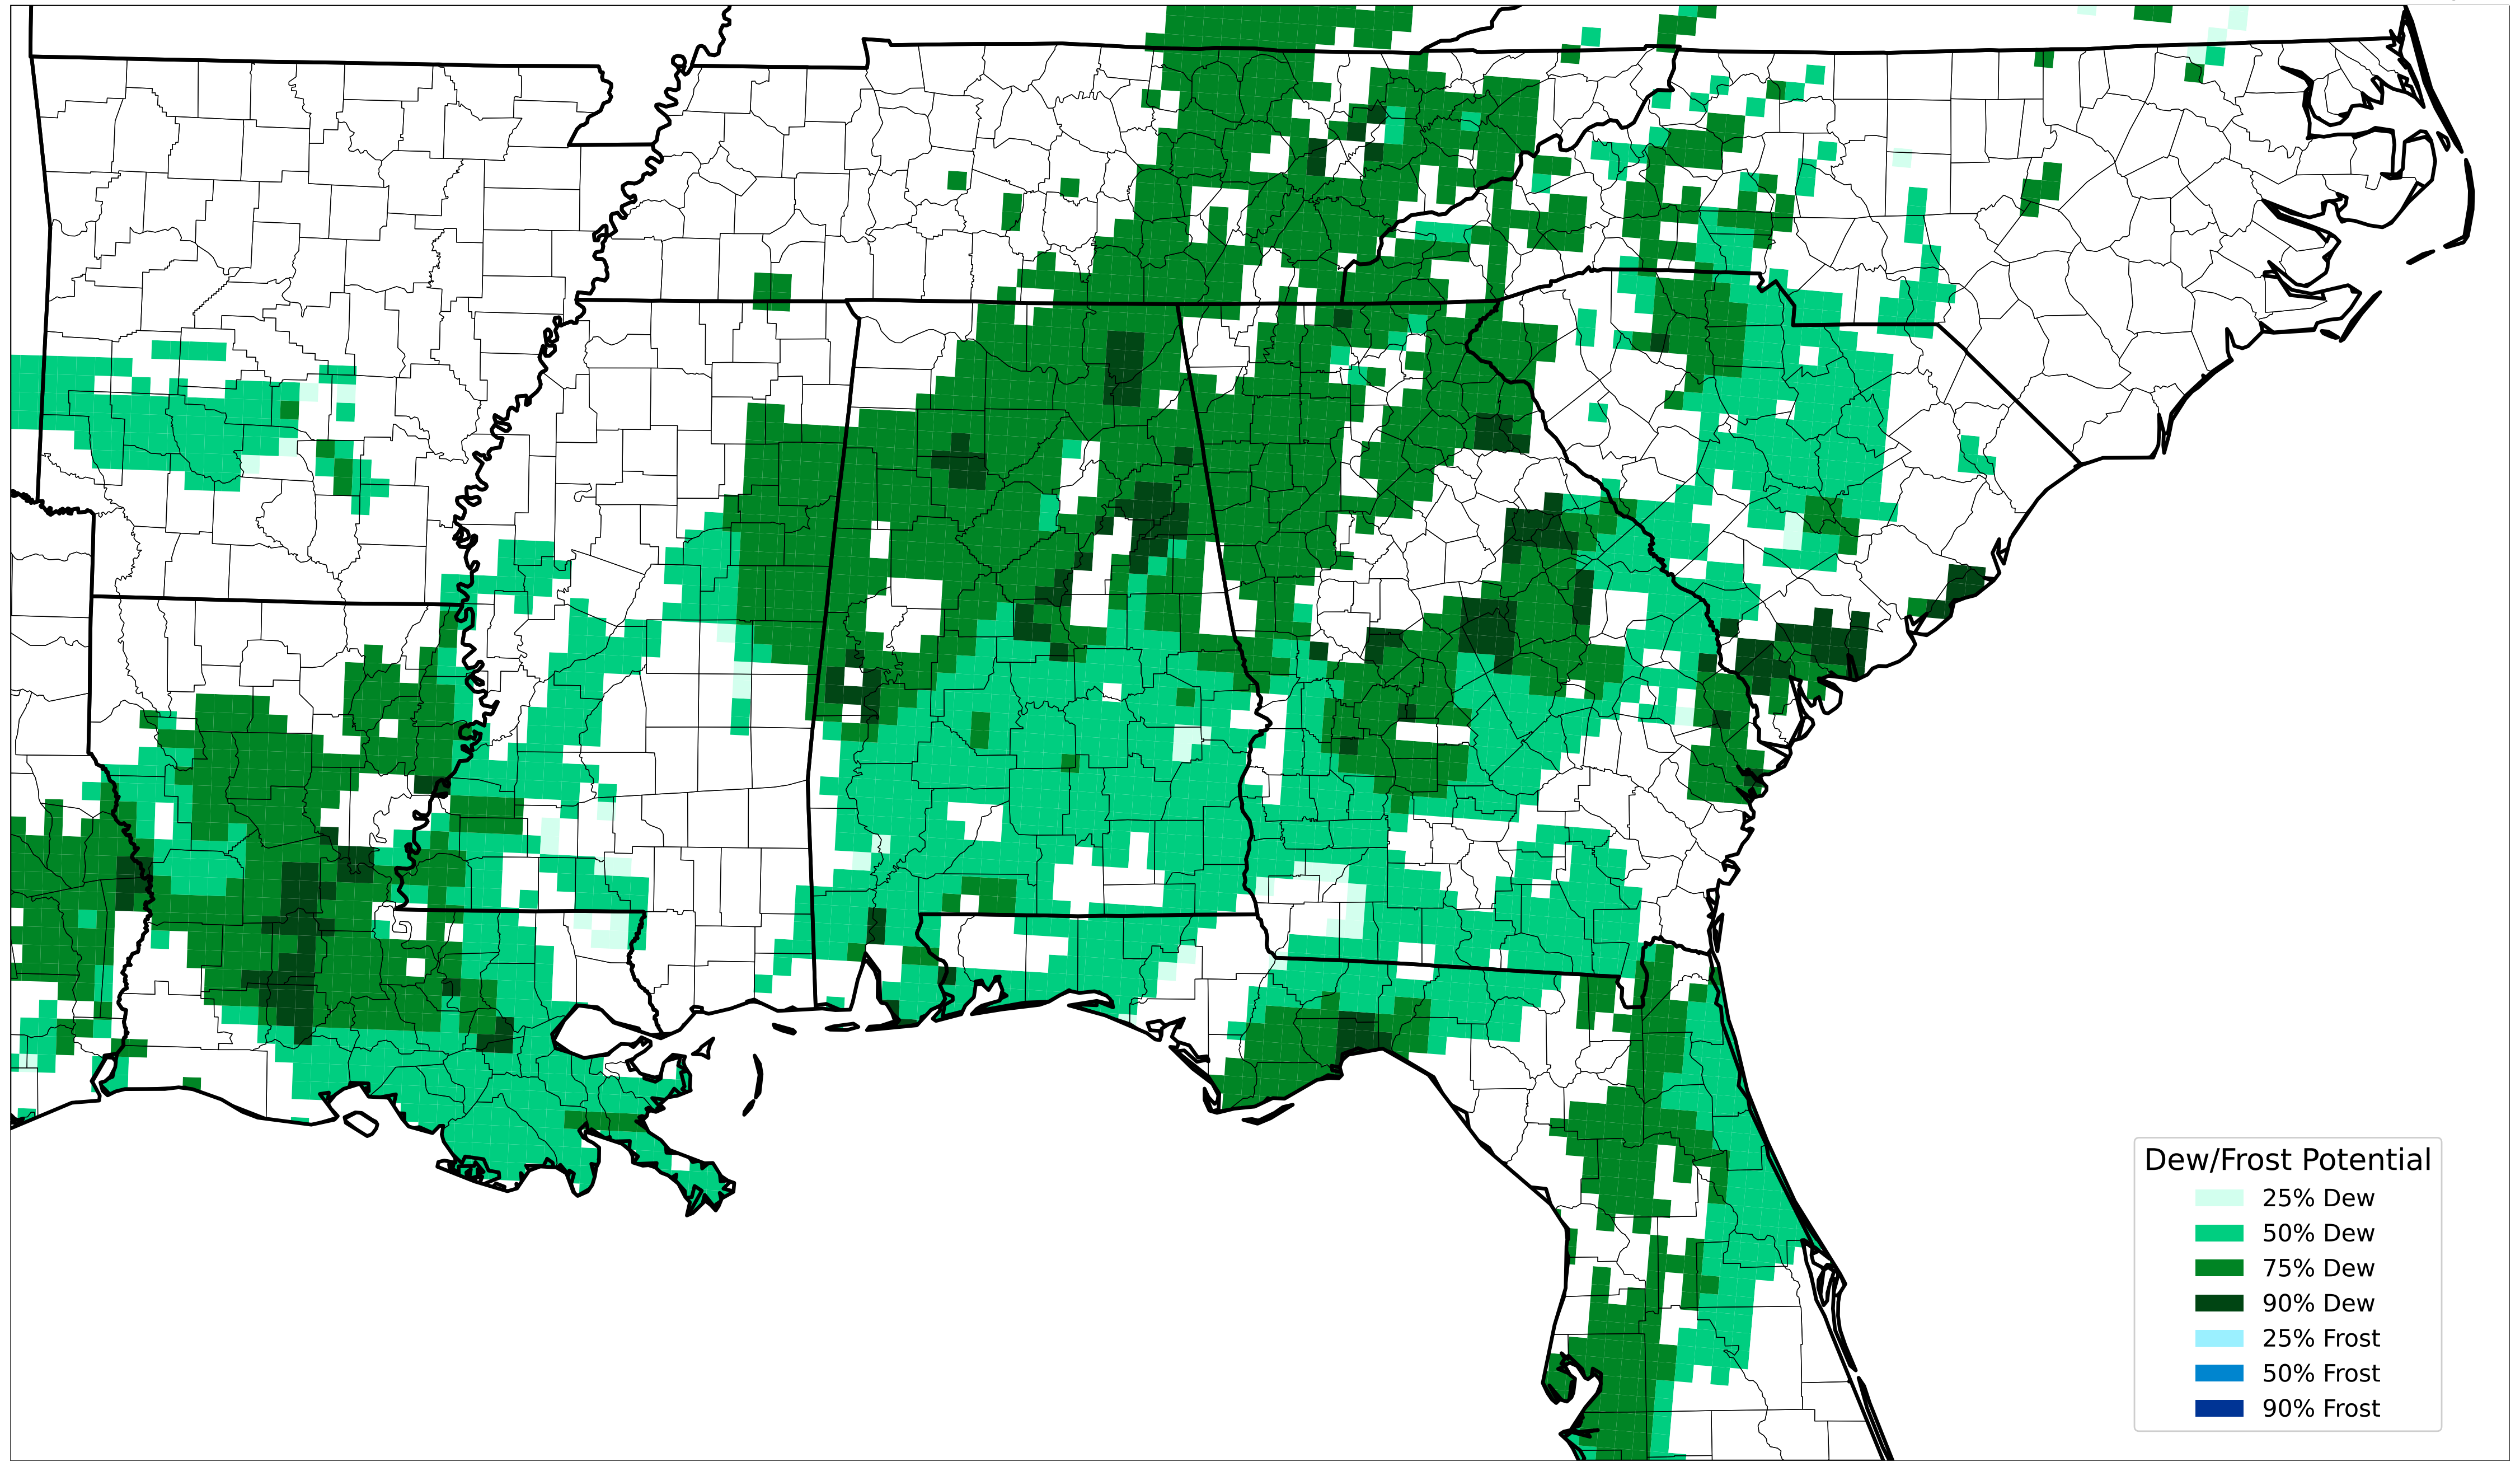 Dew/Frost Potential
25% Dew
50% Dew
75% Dew
90% Dew
25% Frost
50% Frost
90% Frost